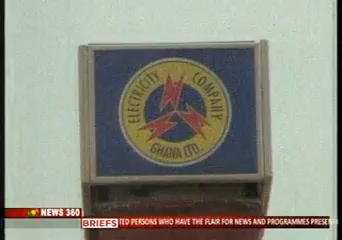 ELECTRICITY COMPANY
GHANA LTD.
NEWS 360
BRIEFS TED PERSONS WHO HAVE THE FLAIR FOR NEWS AND PROGRAMMES PRESEN